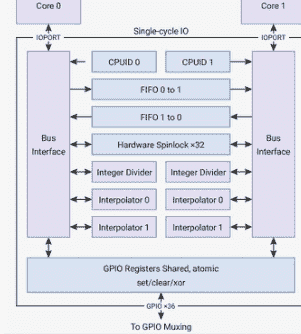 Core 0
Core 1
Single-cycle IO
IOPORT
IOPORT
CPUID 0
CPUID 1
FIFO 0 to 1
FIFO 1 to 0
Bus
Interface
Bus
Interface
Hardware Spinlock ×32
Integer Divider
Integer Divider
Interpolator 0
Interpolator 0
Interpolator 1
Interpolator 1
GPIO Registers Shared, atomic
set/clear/xor
GPIO ×36
To GPIO Muxing